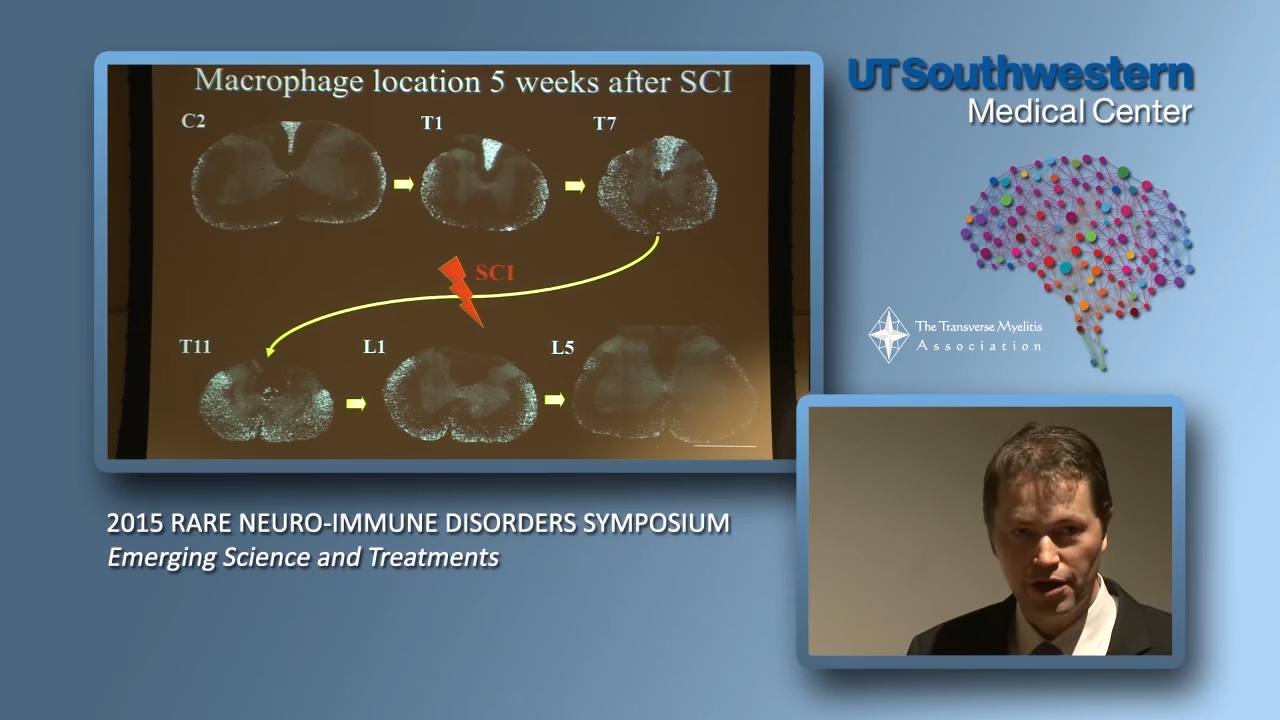 Macrophage location 5 weeks after SCI
C2
T1
T7
SCI
T11
L1
L5
UTSouthwestern
Medical Center
The Transverse Myelitis
Association
2015 RARE NEURO-IMMUNE DISORDERS SYMPOSIUM
Emerging Science and Treatments